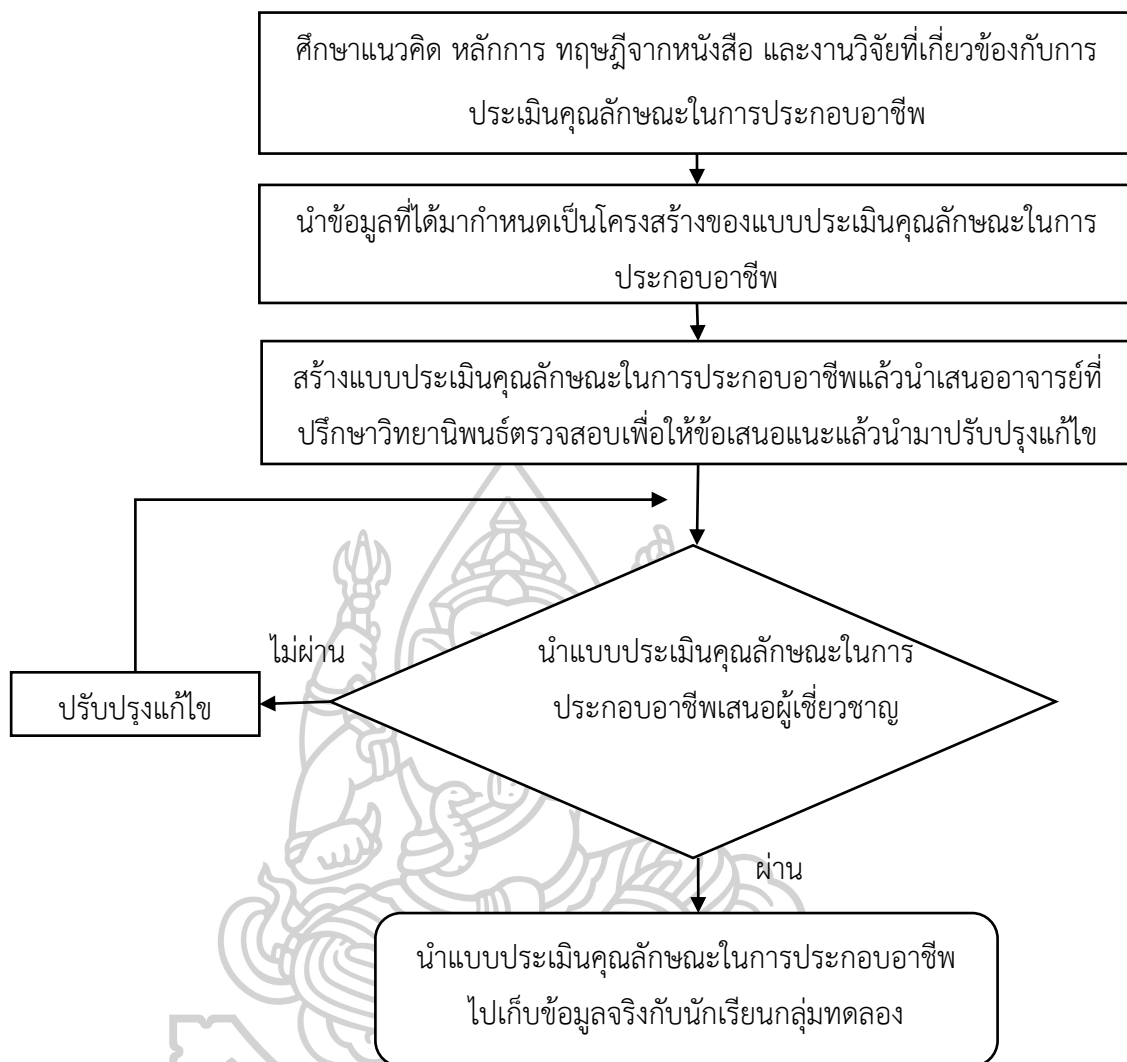 ศึกษาแนวคิด หลักการ ทฤษฎีจากหนังสือ และงานวิจัยที่เกี่ยวข้องกับการ
ประเมินคุณลักษณะในการประกอบอาชีพ
นำข้อมูลที่ได้มากำหนดเป็นโครงสร้างของแบบประเมินคุณลักษณะในการ
ประกอบอาชีพ
สร้างแบบประเมินคุณลักษณะในการประกอบอาชีพแล้วนำเสนออาจารย์ที่
ปรึกษาวิทยานิพนธ์ตรวจสอบเพื่อให้ข้อเสนอแนะแล้วนำมาปรับปรุงแก้ไข
ไม่ผ่าน
นำแบบประเมินคุณลักษณะในการ
ประกอบอาชีพเสนอผู้เชี่ยวชาญ
ปรับปรุงแก้ไข
ผ่าน
นำแบบประเมินคุณลักษณะในการประกอบอาชีพ
ไปเก็บข้อมูลจริงกับนักเรียนกลุ่มทดลอง